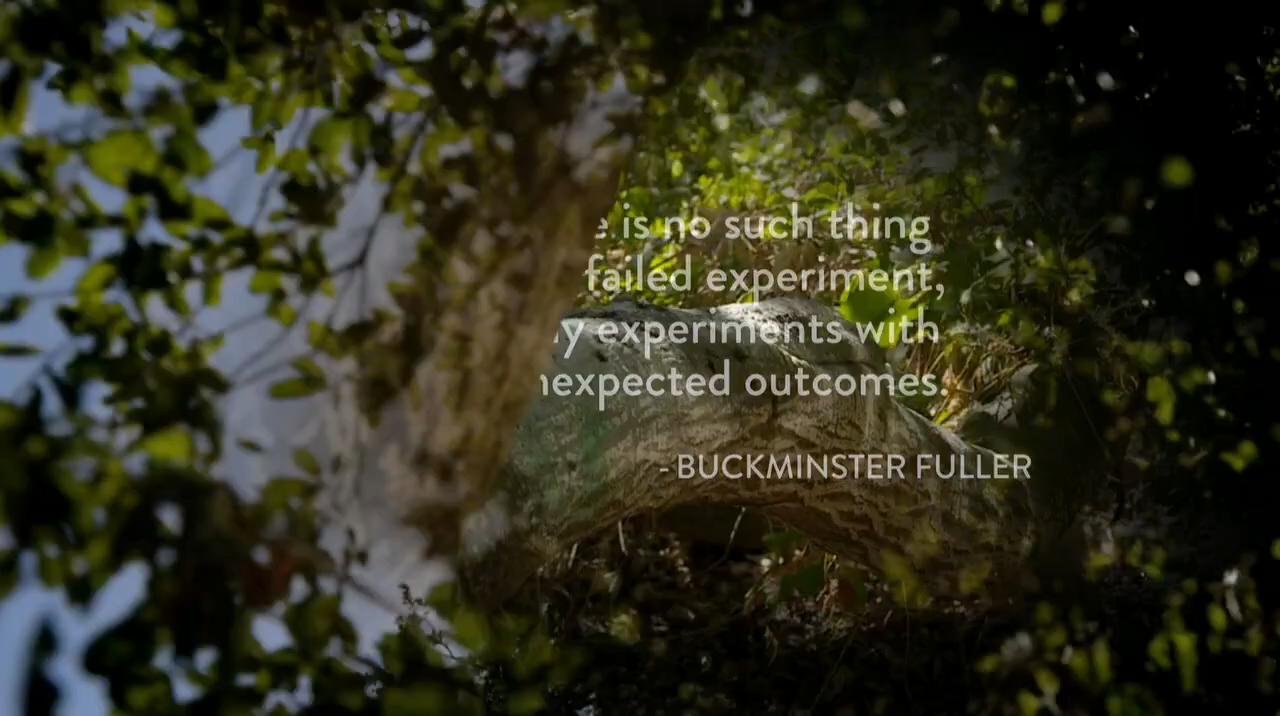 is no such thing
failed experiment,
experiments with
outcomes.
- BUCKMINSTER FULLER